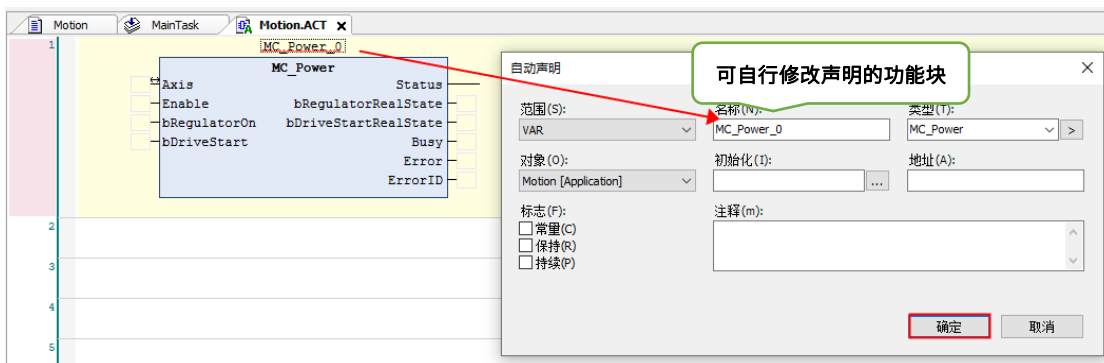 Motion MainTask Motion.ACT X
1
MC_Power_0
MC_Power
Axis Status
Enable bRegulatorRealState
bRegulatorOn bDriveStartRealState
bDriveStart Busy
Error
ErrorID
2
3
4
5
自动声明
可自行修改声明的功能块
范围(S): 名称(N): 类型(T):
VAR MC_Power_0 MC_Power >
对象(O): 初始化(I): 地址(A):
Motion [Application] ...
标志(F): 注释(m):
常量(C)
保持(R)
持续(P)
确定 取消